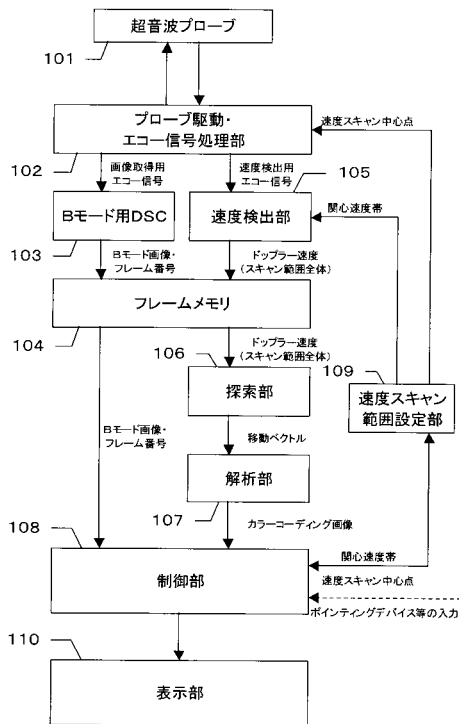 超音波プローブ
101
プローブ駆動・
エコー信号処理部
102
速度スキャン中心点
画像取得用
エコー信号
速度検出用
エコー信号
105
BモードDSC用
103
速度検出部
関心速度帯
Bモード画像・
フレーム番号
ドップラー速度
(スキャン範囲全体)
フレームメモリ
104
ドップラー速度
(スキャン範囲全体)
106
探索部
109
速度スキャン
範囲設定部
Bモード画像・
フレーム番号
移動ベクトル
解析部
107
108
カラーコーディング画像
制御部
関心速度帯
速度スキャン中心点
ポインティングデバイス等の入力
110
表示部